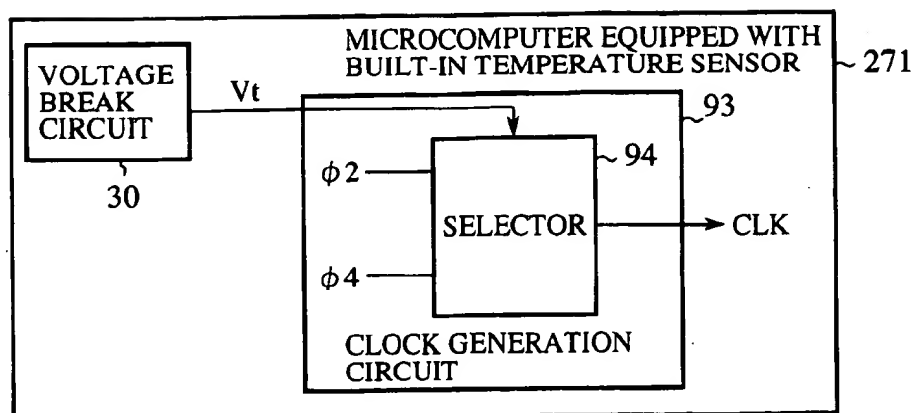 MICROCOMPUTER EQUIPPED WITH
BUILT-IN TEMPERATURE SENSOR
271
VOLTAGE
BREAK
CIRCUIT
30
Vt
93
94
ϕ2
SELECTOR
CLK
ϕ4
CLOCK GENERATION
CIRCUIT